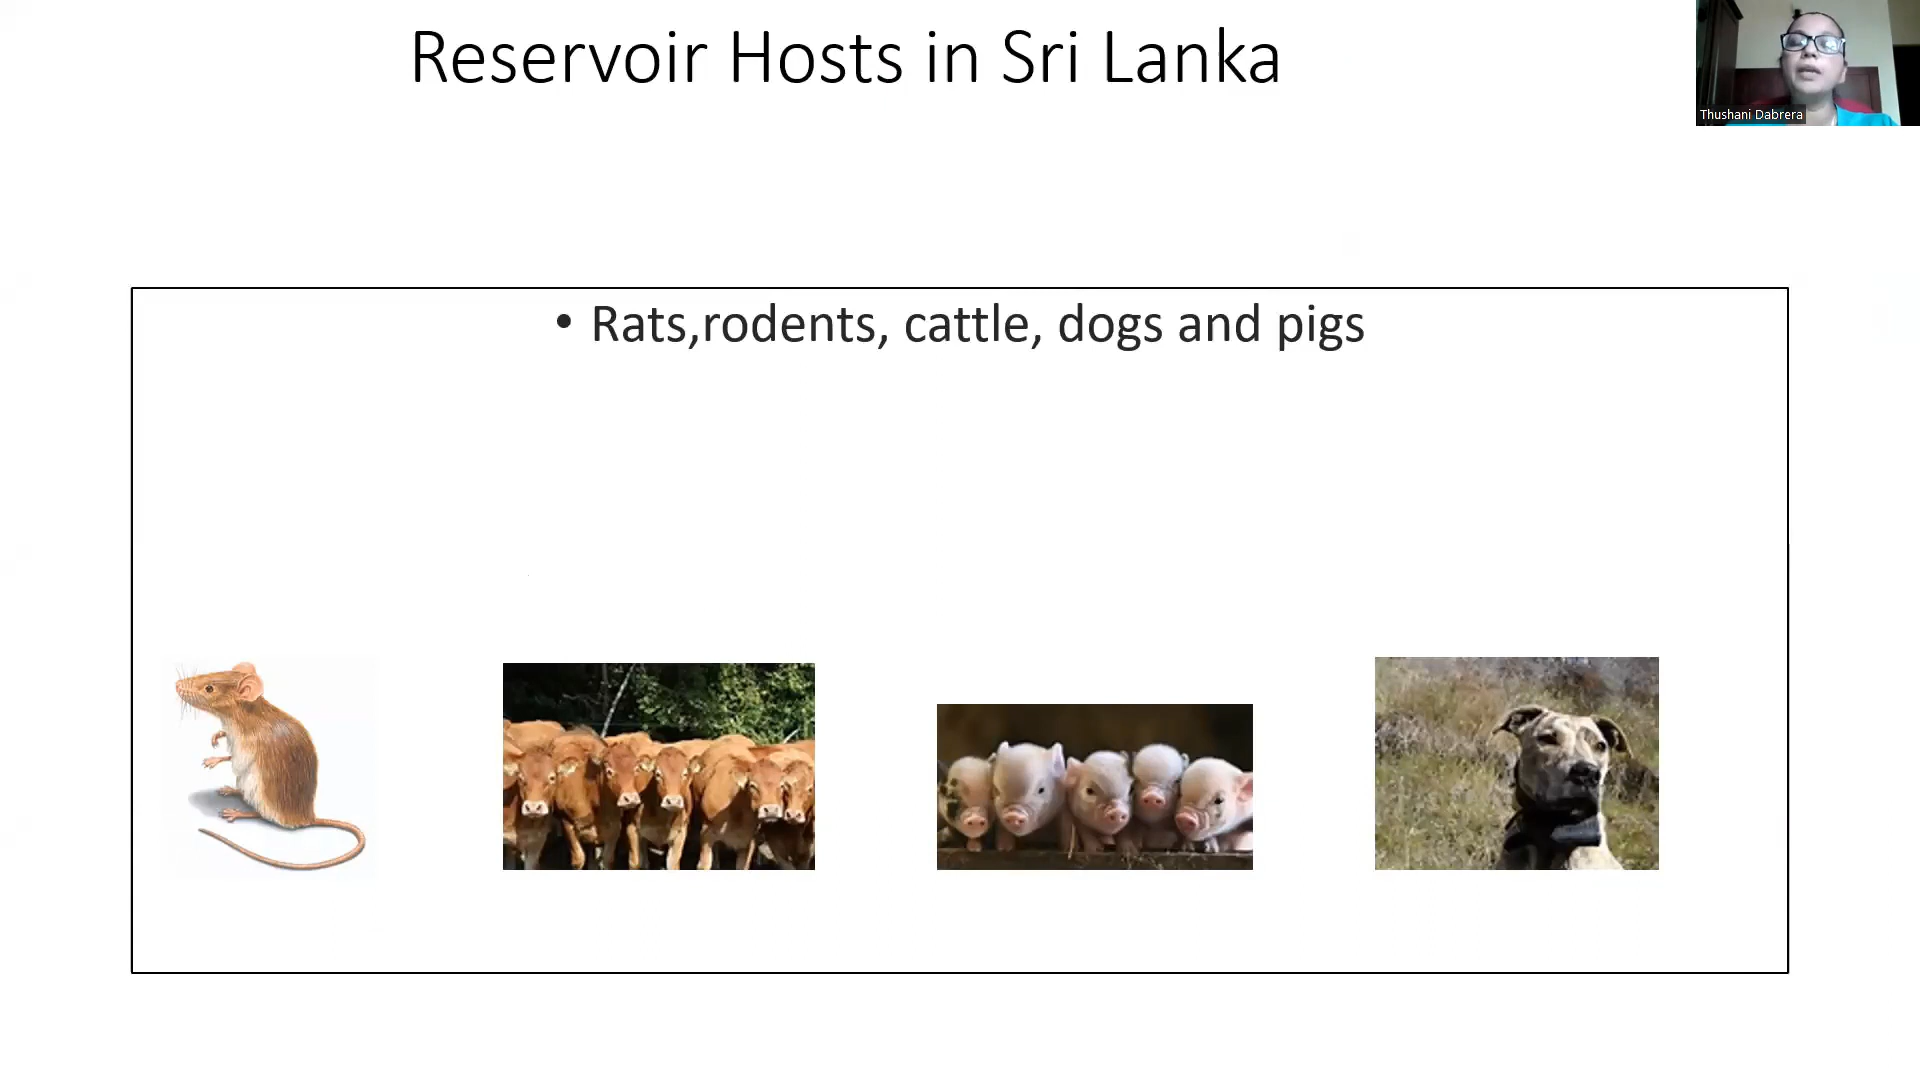 Reservoir Hosts in Sri Lanka
Thushani Dabrera
• Rats,rodents, cattle, dogs and pigs